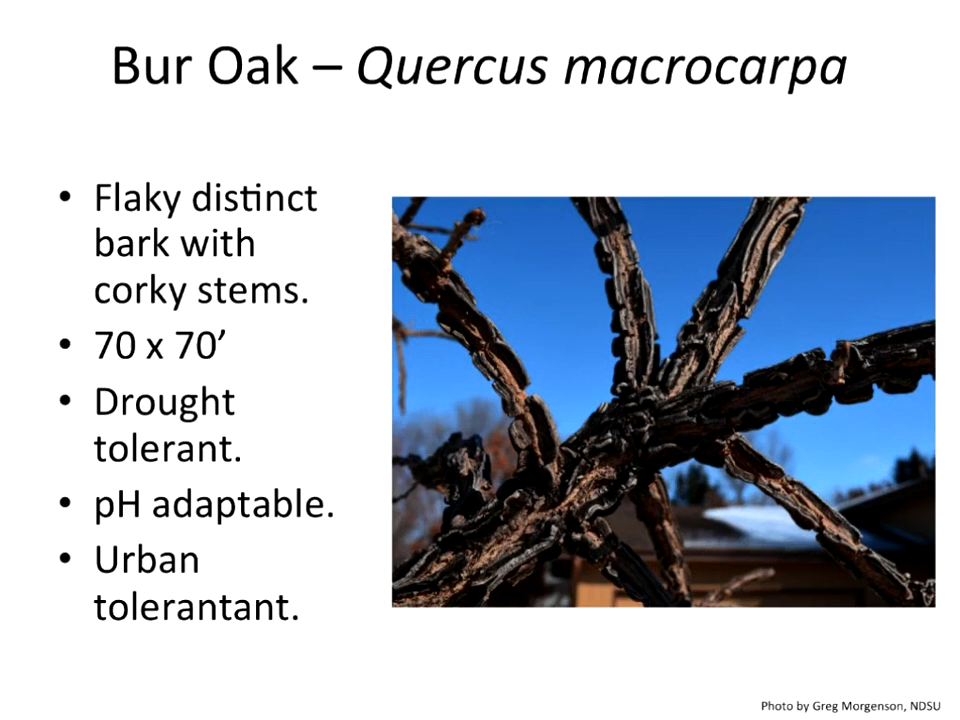 Bur Oak – Quercus macrocarpa
• Flaky distinct
bark with
corky stems.
• 70 x 70’
• Drought
tolerant.
• pH adaptable.
• Urban
tolerantant.
Photo by Greg Morgenson, NDSU